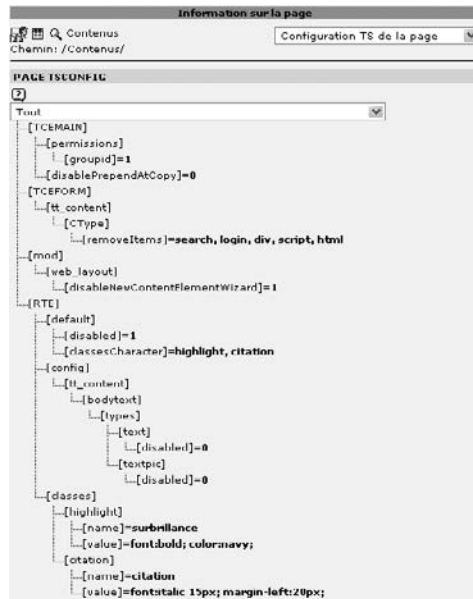 Information sur la page
Contenus
Configuration TS de la page
Chemin: /Contenus/
PAGE TSCONFIG
Tout
[TCEMAIN]
[permissions]
[groupid]=1
[disablePrependAtCopy]=0
[TCEFORM]
[tt_content]
[CType]
[removeItems]=search, login, div, script, html
[mod]
[web_layout]
[disableNewContentElementWizard]=1
[RTE]
[default]
[disabled]=1
[classesCharacter]=highlight, citation
[config]
[tt_content]
[bodytext]
[types]
[text]
[disabled]=0
[textpic]
[disabled]=0
[classes]
[highlight]
[name]=surbrillance
[value]=font:bold; color:navy;
[citation]
[name]=citation
[value]=font:italic 15px; margin-left:20px;